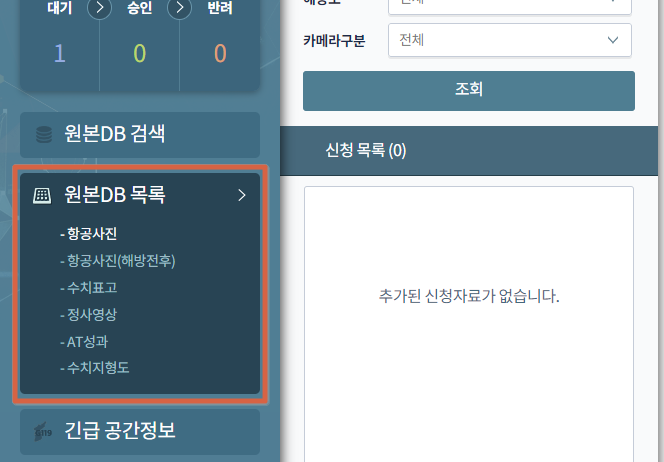 대기 승인 반려
1 0 0
원본DB 검색
원본DB 목록
- 항공사진
- 항공사진(해방전후)
- 수치표고
- 정사영상
- AT성과
- 수치지형도
119
긴급 공간정보
카메라구분 전체
조회
신청 목록 (0)
추가된 신청자료가 없습니다.